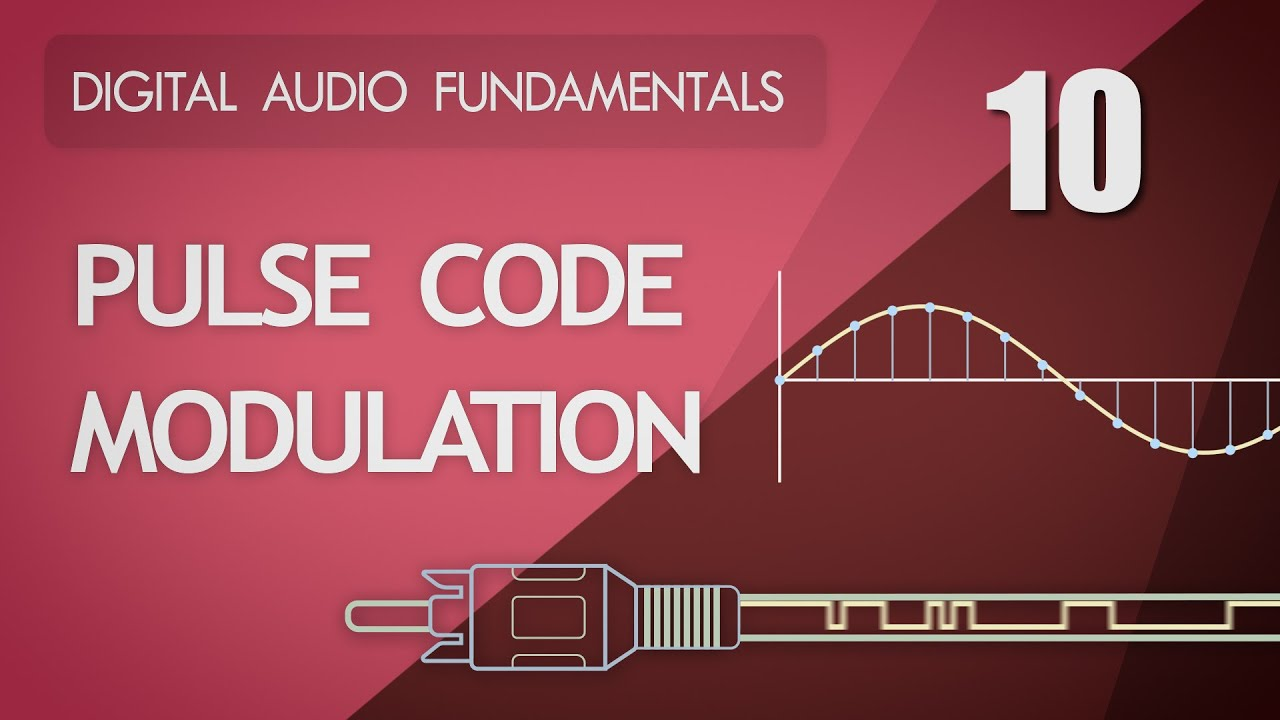 DIGITAL AUDIO FUNDAMENTALS
10
PULSE CODE
MODULATION